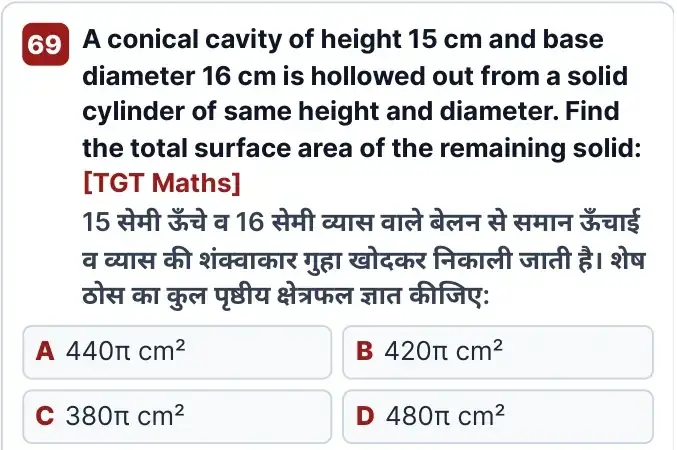 69 A conical cavity of height 15 cm and base
diameter 16 cm is hollowed out from a solid
cylinder of same height and diameter. Find
the total surface area of the remaining solid:
[TGT Maths]
15 सेमी ऊँचे व 16 सेमी व्यास वाले बेलन से समान ऊँचाई
व व्यास की शंक्वाकार गुहा खोदकर निकाली जाती है। शेष
ठोस का कुल पृष्ठीय क्षेत्रफल ज्ञात कीजिए:
A 440π cm² B 420π cm²
C 380π cm² D 480π cm²